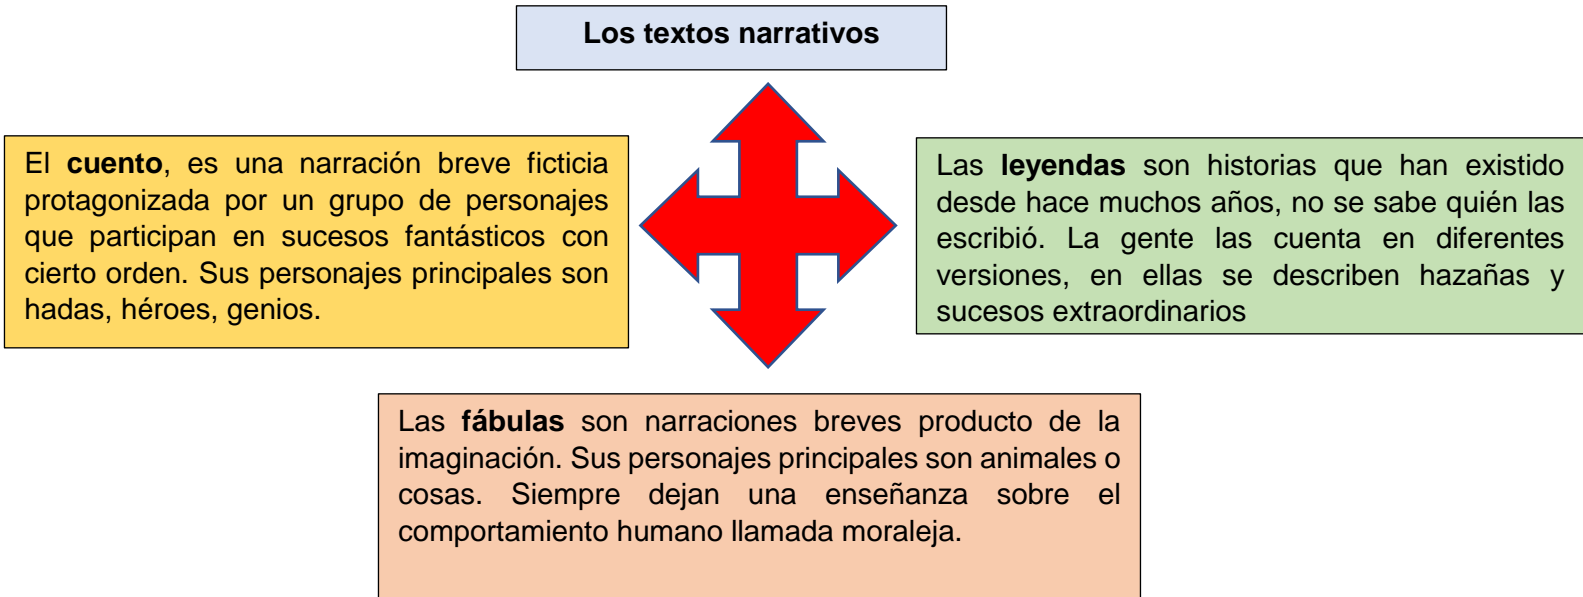 Los textos narrativos
El cuento, es una narración breve ficticia
protagonizada por un grupo de personajes
que participan en sucesos fantásticos con
cierto orden. Sus personajes principales son
hadas, héroes, genios.
Las leyendas son historias que han existido
desde hace muchos años, no se sabe quién las
escribió. La gente las cuenta en diferentes
versiones, en ellas se describen hazañas y
sucesos extraordinarios
Las fábulas son narraciones breves producto de la
imaginación. Sus personajes principales son animales o
cosas. Siempre dejan una enseñanza sobre el
comportamiento humano llamada moraleja.